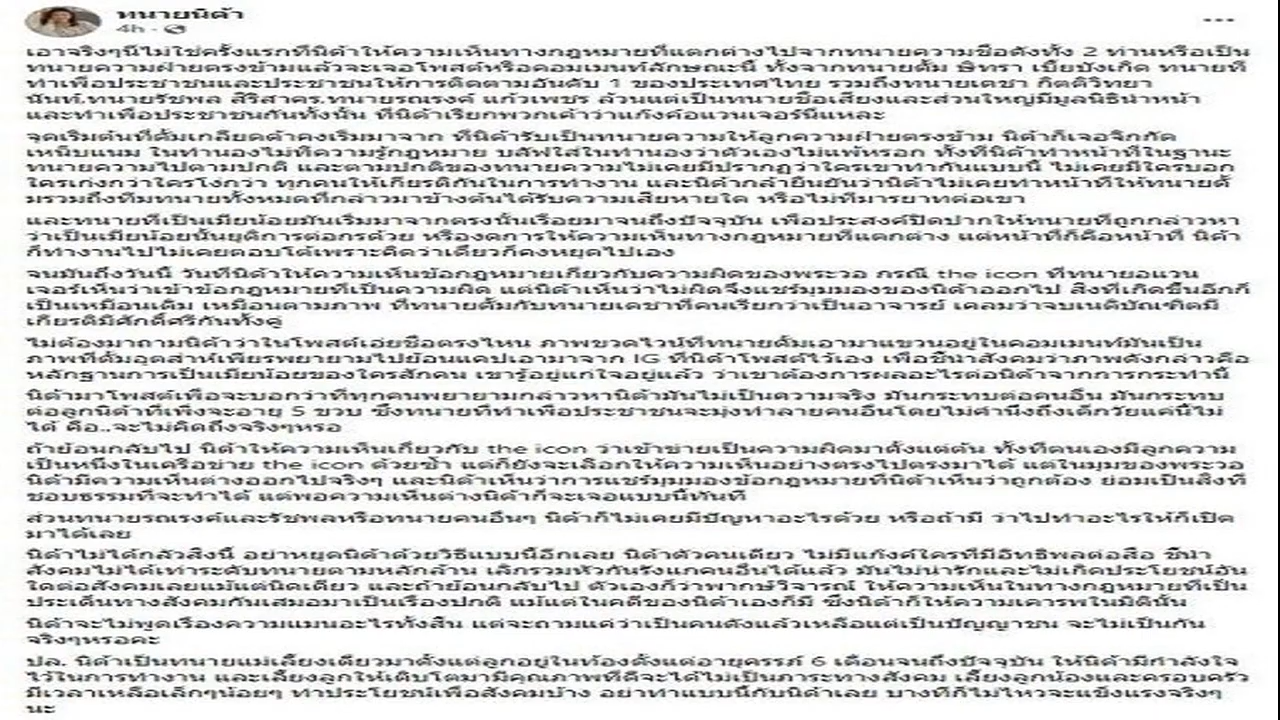 ทนายนิด้า
4h ·
เอาจริงๆนี่ไม่ใช่ครั้งแรกที่นิด้าให้ความเห็นทางกฎหมายที่แตกต่างไปจากทนายความชื่อดังทั้ง 2 ท่านหรือเป็น
ทนายความฝ่ายตรงข้ามแล้วจะเจอโพสต์หรือคอมเมนท์ลักษณะนี้ ทั้งจากทนายตั้ม ษิทรา เบี้ยบังเกิด ทนายที่
ทำเพื่อประชาชนและประชาชนให้การติดตามอันดับ 1 ของประเทศไทย รวมถึงทนายเดชา กิตติวิทยา
นันท์.ทนายรัชพล ศิริสาคร.ทนายรณรงค์ แก้วเพชร ล้วนแต่เป็นทนายชื่อเสียงและส่วนใหญ่มีมูลนิธินำหน้า
และทำเพื่อประชาชนกันทั้งนั้น ที่นิด้าเรียกพวกเค้าว่าแก๊งค์อแวนเจอร์นี่แหละ
จุดเริ่มต้นที่ตั้มเกลียดด้าคงเริ่มมาจาก ที่นิด้ารับเป็นทนายความให้ลูกความฝ่ายตรงข้าม นิด้าก็เจอจิกกัด
เหน็บแนม ในทำนองไม่ที่ความรู้กฎหมาย บลัฟใส่ในทำนองว่าตัวเองไม่แพ้หรอก ทั้งที่นิด้าทำหน้าที่ในฐานะ
ทนายความไปตามปกติ และตามปกติของทนายความไม่เคยมีปรากฏว่าใครเขาทำกันแบบนี้ ไม่เคยมีใครบอก
ใครเก่งกว่าใครโง่กว่า ทุกคนให้เกียรติกันในการทำงาน และนิด้ากล้ายืนยันว่านิด้าไม่เคยทำหน้าที่ให้ทนายตั้
มรวมถึงทีมทนายทั้งหมดที่กล่าวมาข้างต้นได้รับความเสียหายใด หรือไม่ที่มารยาทต่อเขา
และทนายที่เป็นเมียน้อยมันเริ่มมาจากตรงนั้นเรื่อยมาจนถึงปัจจุบัน เพื่อประสงค์ปิดปากให้ทนายที่ถูกกล่าวหา
ว่าเป็นเมียน้อยนั้นยุติการต่อกรด้วย หรืองดการให้ความเห็นทางกฎหมายที่แตกต่าง แต่หน้าที่ก็คือหน้าที่ นิด้า
ก็ทำงานไปไม่เคยตอบโต้เพราะคิดว่าเดี๋ยวก็คงหยุดไปเอง
จนมันถึงวันนี้ วันที่นิด้าให้ความเห็นข้อกฎหมายเกี่ยวกับความผิดของพระวอ กรณี the icon ที่ทนายอแวน
เจอร์เห็นว่าเข้าข้อกฎหมายที่เป็นความผิด แต่นิด้าเห็นว่าไม่ผิดจึงแชร์มุมมองของนิด้าออกไป สิ่งที่เกิดขึ้นอีกก็
เป็นเหมือนเดิม เหมือนตามภาพ ที่ทนายตั้มกับทนายเดชาที่คนเรียกว่าเป็นอาจารย์ เคลมว่าจบเนติบัณฑิตมี
เกียรติมีศักดิ์ศรีกันทั้งคู่
ไม่ต้องมาถามนิด้าว่าในโพสต์เอ่ยชื่อตรงไหน ภาพขวดไวน์ที่ทนายตั้มเอามาแขวนอยู่ในคอมเมนท์มันเป็น
ภาพที่ตั้มอุตส่าห์เพียรพยายามไปย้อนแคปเอามาจาก IG ที่นิด้าโพสต์ไว้เอง เพื่อชี้นำสังคมว่าภาพดังกล่าวคือ
หลักฐานการเป็นเมียน้อยของใครสักคน เขารู้อยู่แก่ใจอยู่แล้ว ว่าเขาต้องการผลอะไรต่อนิด้าจากการกระทำนี้
นิด้ามาโพสต์เพื่อจะบอกว่าที่ทุกคนพยายามกล่าวหานิด้ามันไม่เป็นความจริง มันกระทบต่อคนอื่น มันกระทบ
ต่อลูกนิด้าที่เพิ่งจะอายุ 5 ขวบ ซึ่งทนายที่ทำเพื่อประชาชนจะมุ่งทำลายคนอื่นโดยไม่คำนึงถึงเด็กวัยแค่นี้ไม่
ได้ คือ..จะไม่คิดถึงจริงๆหรอ
ถ้าย้อนกลับไป นิด้าให้ความเห็นเกี่ยวกับ the icon ว่าเข้าข่ายเป็นความผิดมาตั้งแต่ต้น ทั้งที่ตนเองมีลูกความ
เป็นหนึ่งในเครือข่าย the icon ด้วยซ้ำ แต่ก็ยังจะเลือกให้ความเห็นอย่างตรงไปตรงมาได้ แต่ในมุมของพระวอ
นิด้ามีความเห็นต่างออกไปจริงๆ และนิด้าเห็นว่าการแชร์มุมมองข้อกฎหมายที่นิด้าเห็นว่าถูกต้อง ย่อมเป็นสิ่งที่
ชอบธรรมที่จะทำได้ แต่พอความเห็นต่างนิด้าก็จะเจอแบบนี้ทันที
ส่วนทนายรณรงค์และรัชพลหรือทนายคนอื่นๆ นิด้าก็ไม่เคยมีปัญหาอะไรด้วย หรือถ้ามี ว่าไปทำอะไรให้ก็เปิด
มาได้เลย
นิด้าไม่ได้กลัวสิ่งนี้ อย่าหยุดนิด้าด้วยวิธีแบบนี้อีกเลย นิด้าตัวคนเดียว ไม่มีแก๊งค์ใครที่มีอิทธิพลต่อสื่อ ชี้นำ
สังคมไม่ได้เท่าระดับทนายตามหลักล้าน เลิกรวมหัวกันรังแกคนอื่นได้แล้ว มันไม่น่ารักและไม่เกิดประโยชน์อัน
ใดต่อสังคมเลยแม้แต่นิดเดียว และถ้าย้อนกลับไป ตัวเองก็ว่าพากษ์วิจารณ์ ให้ความเห็นในทางกฎหมายที่เป็น
ประเด็นทางสังคมกันเสมอมาเป็นเรื่องปกติ แม้แต่ในคดีของนิด้าเองก็มี ซึ่งนิด้าก็ให้ความเคารพในมิตินั้น
นิด้าจะไม่พูดเรื่องความแมนอะไรทั้งสิ้น แต่จะถามแค่ว่าเป็นคนดังแล้วเหลือแต่เป็นปัญญาชน จะไม่เป็นกัน
จริงๆหรอคะ
ปล. นิด้าเป็นทนายแม่เลี้ยงเดี่ยวมาตั้งแต่ลูกอยู่ในท้องตั้งแต่อายุครรภ์ 6 เดือนจนถึงปัจจุบัน ให้นิด้ามีกำลังใจ
ไว้ในการทำงาน และเลี้ยงลูกให้เติบโตมามีคุณภาพที่ดีจะได้ไม่เป็นภาระทางสังคม เลี้ยงลูกน้องและครอบครัว
มีเวลาเหลือเล็กๆน้อยๆ ทำประโยชน์เพื่อสังคมบ้าง อย่าทำแบบนี้กับนิด้าเลย บางทีก็ไม่ไหวจะแข็งแรงจริงๆ
นะ